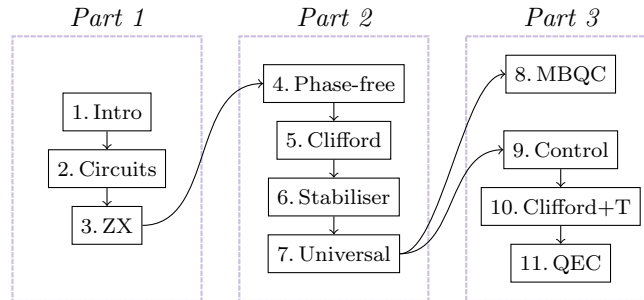 Part 1
1. Intro
2. Circuits
3. ZX
Part 2
4. Phase-free
5. Clifford
6. Stabiliser
7. Universal
Part 3
8. MBQC
9. Control
10. Clifford+T
11. QEC